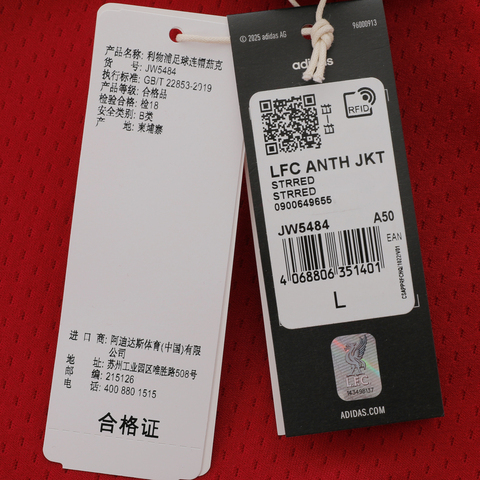 产品名称: 利物浦足球连帽茄克
货 号: JW5484
执行标准: GB/T 22853-2019
产品等级: 合格品
检验合格: 检18
安全类别: B类
产 地: 柬埔寨
进 口 商: 阿迪达斯体育(中国)有限
公司
地 址: 苏州工业园区唯胜路508号
邮 编: 215126
电 话: 400 880 1515
合格证
© 2025 adidas AG
96000913
adidas
RFID
LFC ANTH JKT
STRRED
STRRED
0900649655
JW5484
A50
EAN
4 068806 351401
L
LFC
ADIDAS.COM